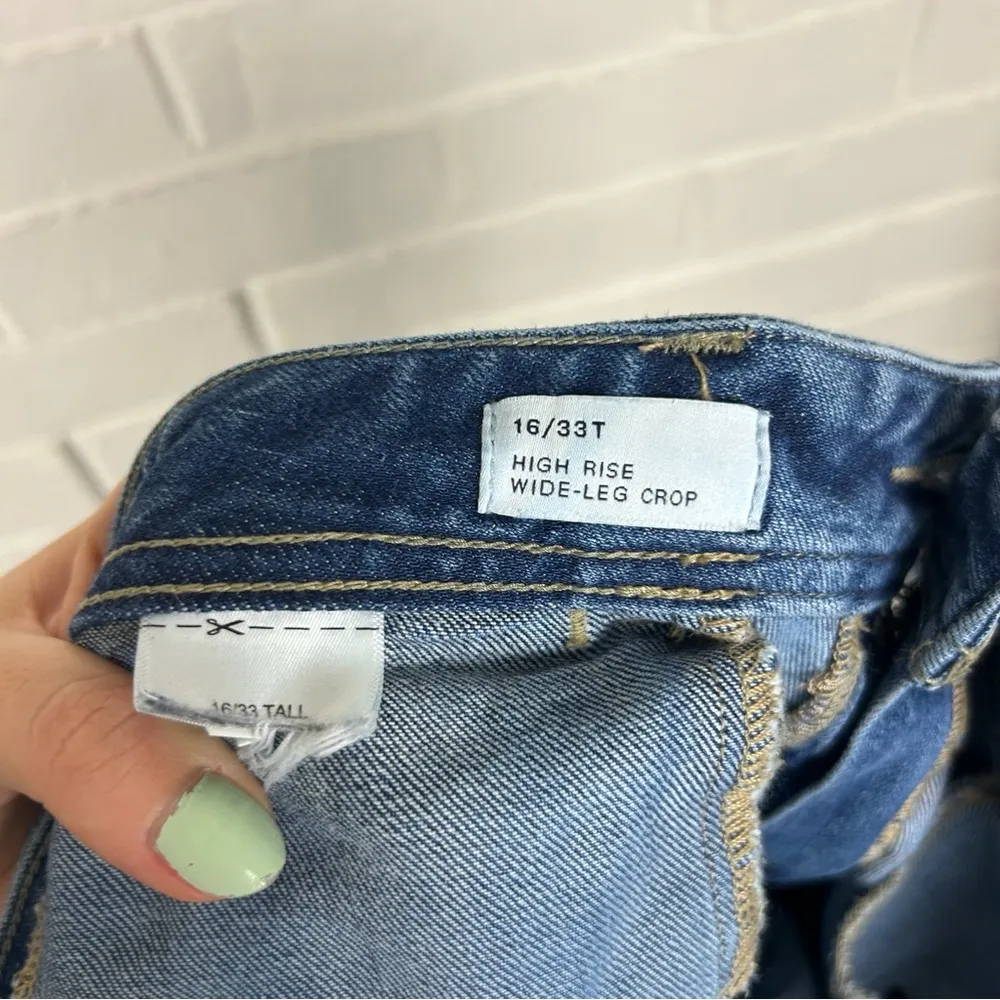 16/33T
HIGH RISE
WIDE-LEG CROP
16/33 TALL